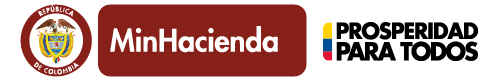 REPÚBLICA
DE COLOMBIA
MinHacienda
PROSPERIDAD
PARA TODOS